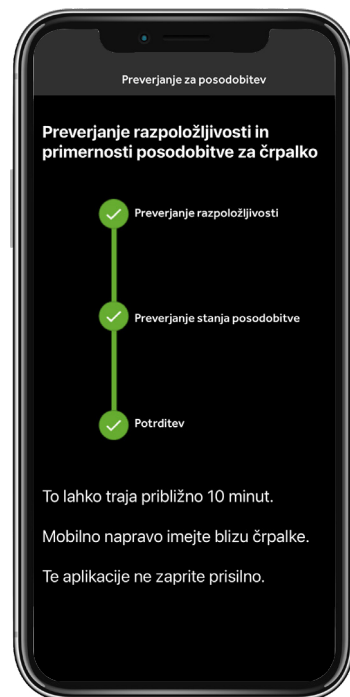 Preverjanje za posodobitev
Preverjanje razpoložljivosti in
primernosti posodobitve za črpalko
Preverjanje razpoložljivosti
Preverjanje stanja posodobitve
Potrditev
To lahko traja približno 10 minut.
Mobilno napravo imejte blizu črpalke.
Te aplikacije ne zaprite prisilno.